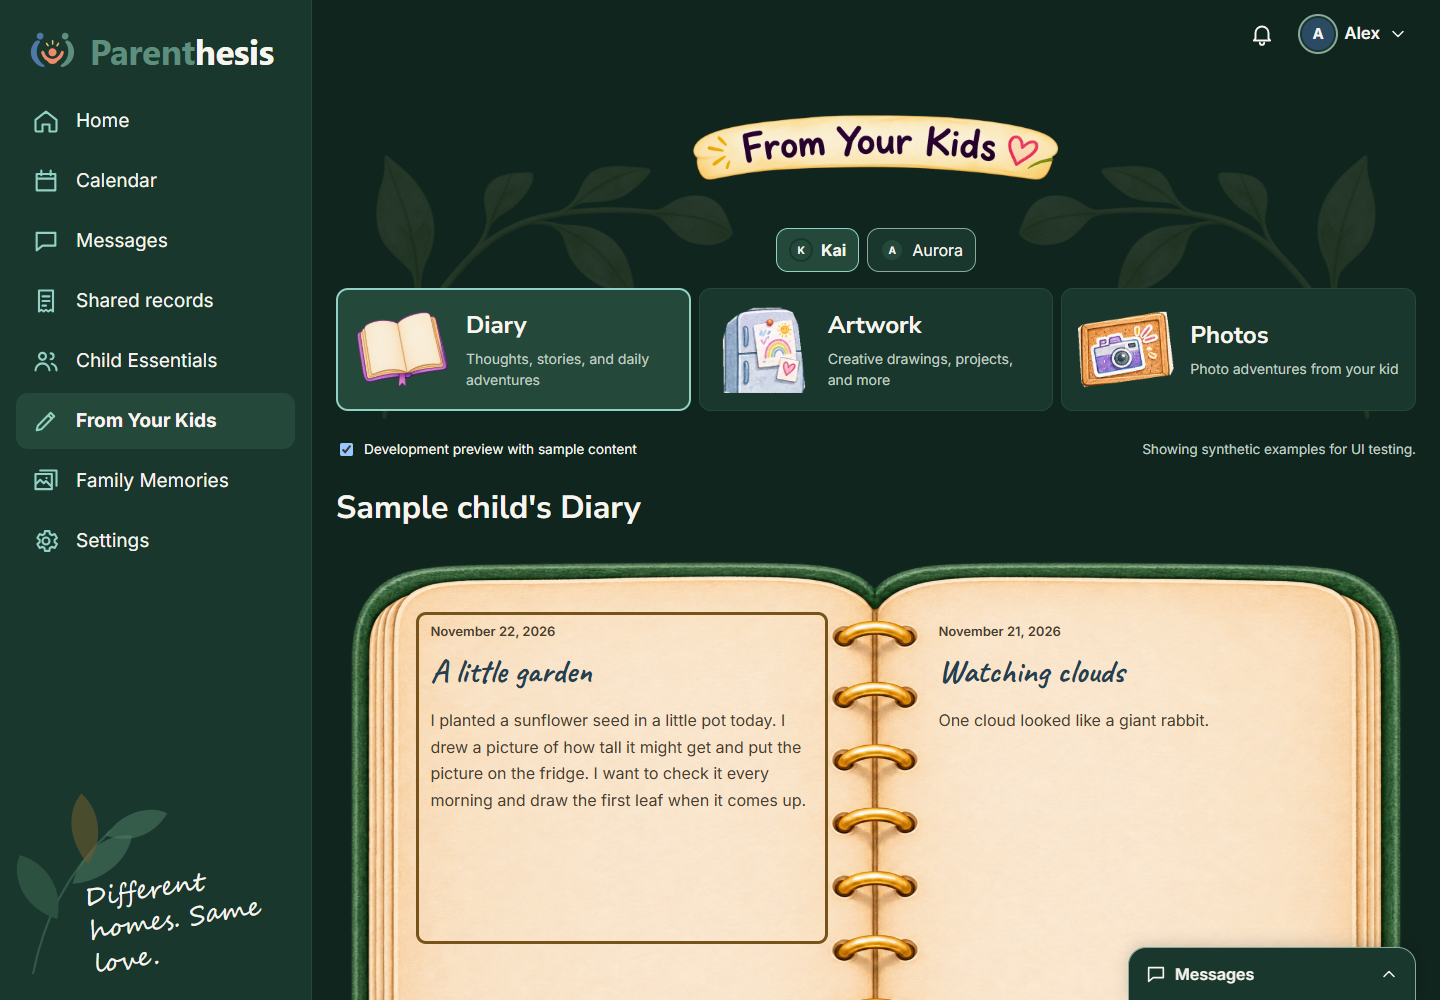 Parenthesis
Home
Calendar
Messages
Shared records
Child Essentials
From Your Kids
Family Memories
Settings
Different
homes. Same
love.
A Alex
From Your Kids
K Kai
A Aurora
Diary
Thoughts, stories, and daily
adventures
Artwork
Creative drawings, projects,
and more
Photos
Photo adventures from your kid
Development preview with sample content
Showing synthetic examples for UI testing.
Sample child's Diary
November 22, 2026
A little garden
I planted a sunflower seed in a little pot today. I
drew a picture of how tall it might get and put the
picture on the fridge. I want to check it every
morning and draw the first leaf when it comes up.
November 21, 2026
Watching clouds
One cloud looked like a giant rabbit.
Messages